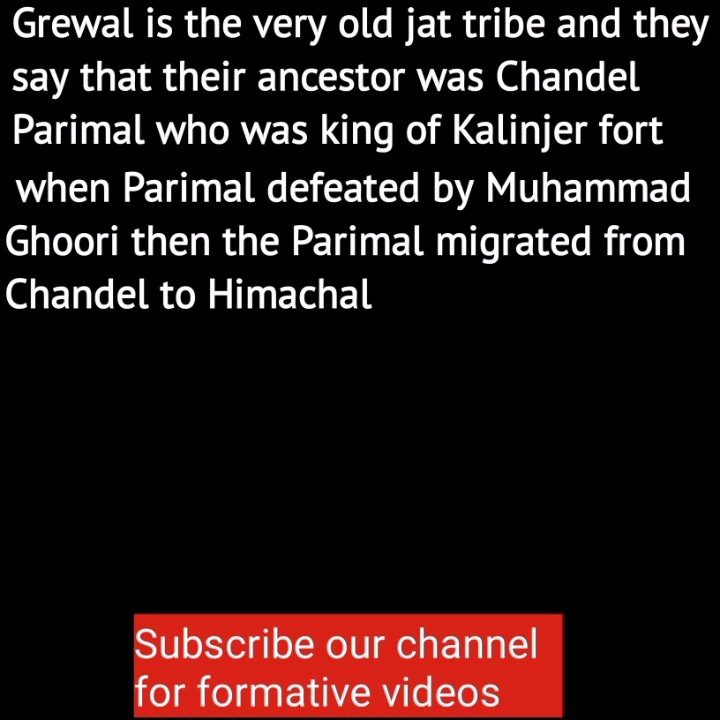 Grewal is the very old jat tribe and they
say that their ancestor was Chandel
Parimal who was king of Kalinjer fort
when Parimal defeated by Muhammad
Ghoori then the Parimal migrated from
Chandel to Himachal
Subscribe our channel
for formative videos